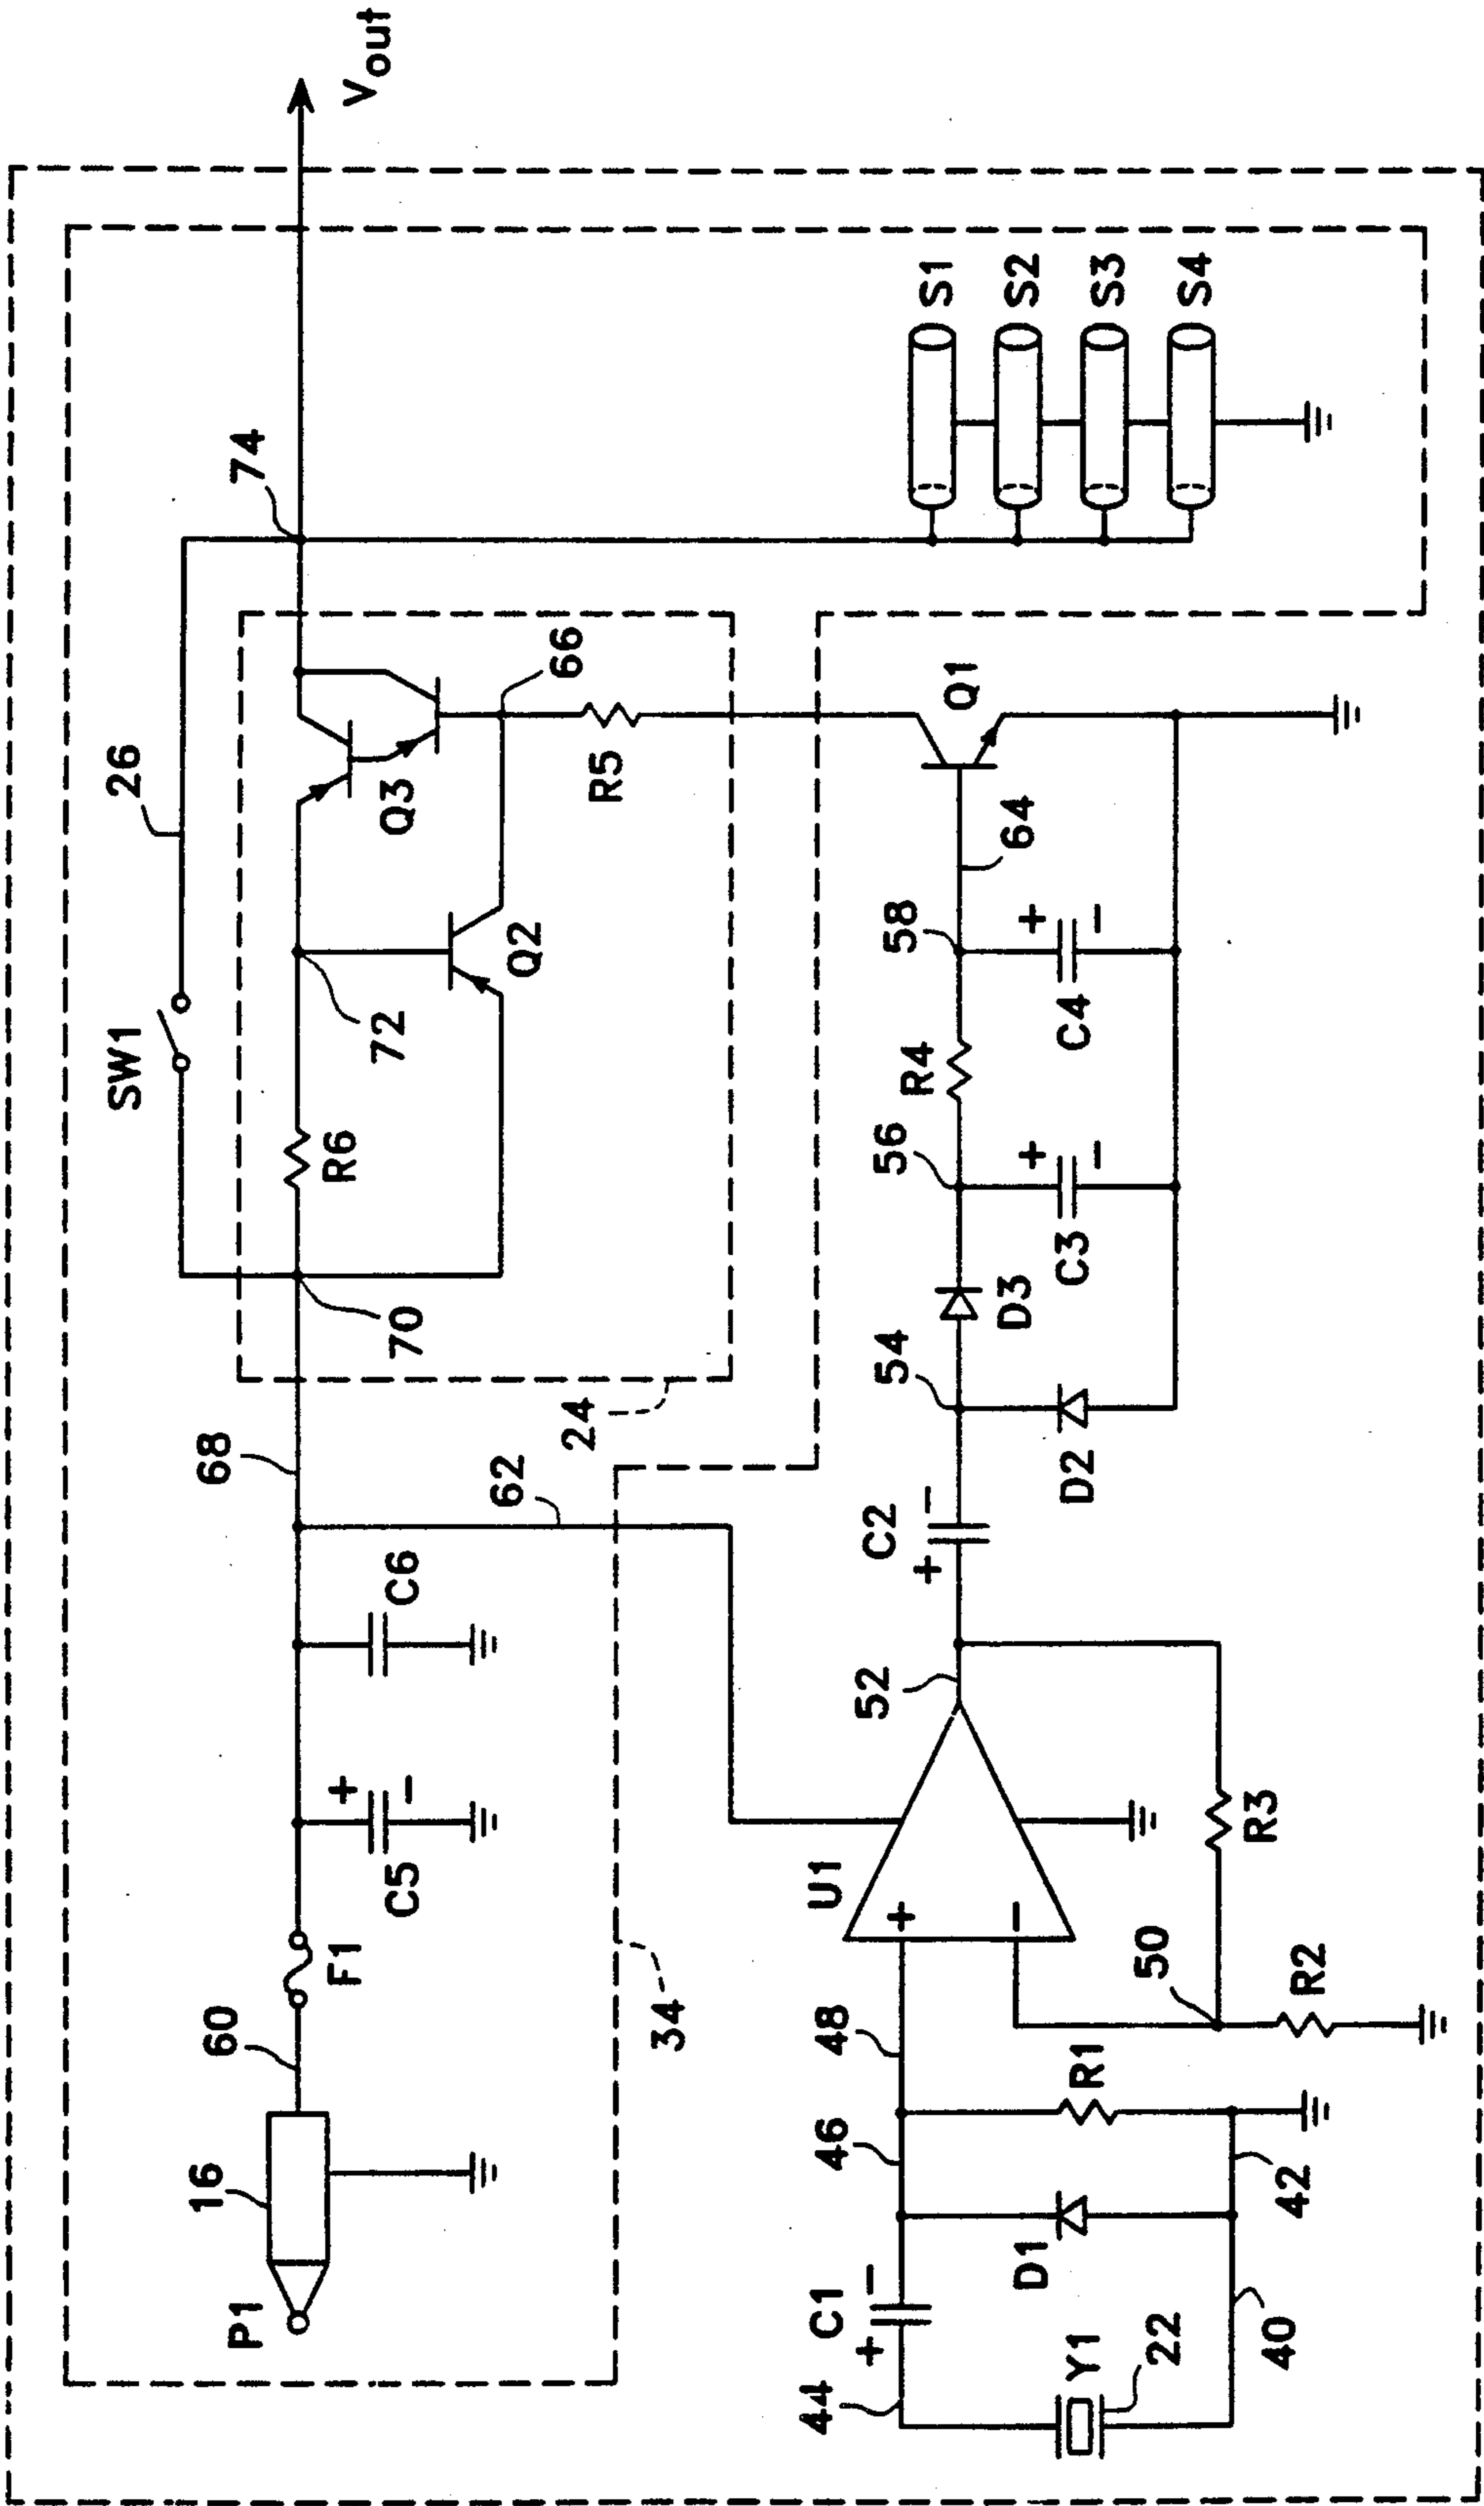 Vout
26
74
SW1
68
60
16
P1
F1
C5
+
−
C6
62
70
R6
72
Q2
Q3
66
R5
24
34
S1
S2
S3
S4
Y1
22
44
+
C1
−
46
48
D1
40
42
R1
U1
+
−
50
R2
R3
52
+
C2
−
54
D2
D3
56
C3
+
−
R4
58
C4
+
−
64
Q1